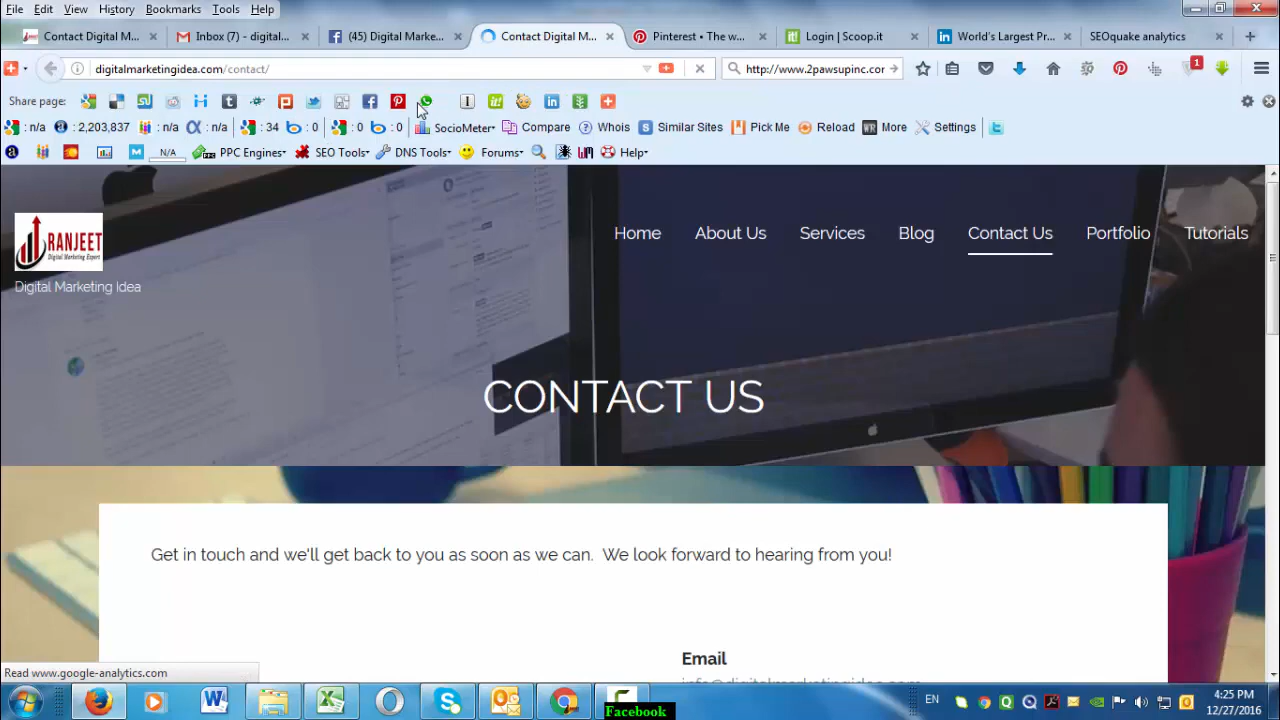 File Edit View History Bookmarks Tools Help
Contact Digital M... Inbox (7) - digital... (45) Digital Marke... Contact Digital M... Pinterest • The w... Login | Scoop.it World's Largest Pr... SEOquake analytics
digitalmarketingidea.com/contact/ http://www.2pawsupinc.cor 1
Share page:
: n/a : 2,203,837 : n/a : n/a : 34 : 0 : 0 : 0 SocioMeter Compare Whois Similar Sites Pick Me Reload More Settings
N/A PPC Engines SEO Tools DNS Tools Forums Help
RANJEET
Digital Marketing Expert
Home About Us Services Blog Contact Us Portfolio Tutorials
Digital Marketing Idea
CONTACT US
Get in touch and we'll get back to you as soon as we can. We look forward to hearing from you!
Email
info@digitalmarketingidea.com
Read www.google-analytics.com
EN 4:25 PM
Facebook 12/27/2016